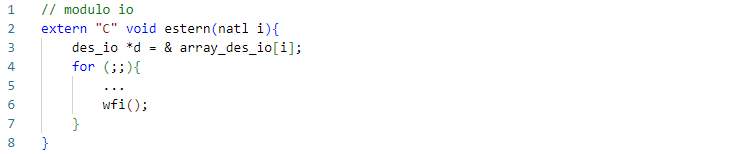 1 // modulo io
2 extern "C" void estern(natl i){
3     des_io *d = & array_des_io[i];
4     for (;;){
5         ...
6         wfi();
7     }
8 }